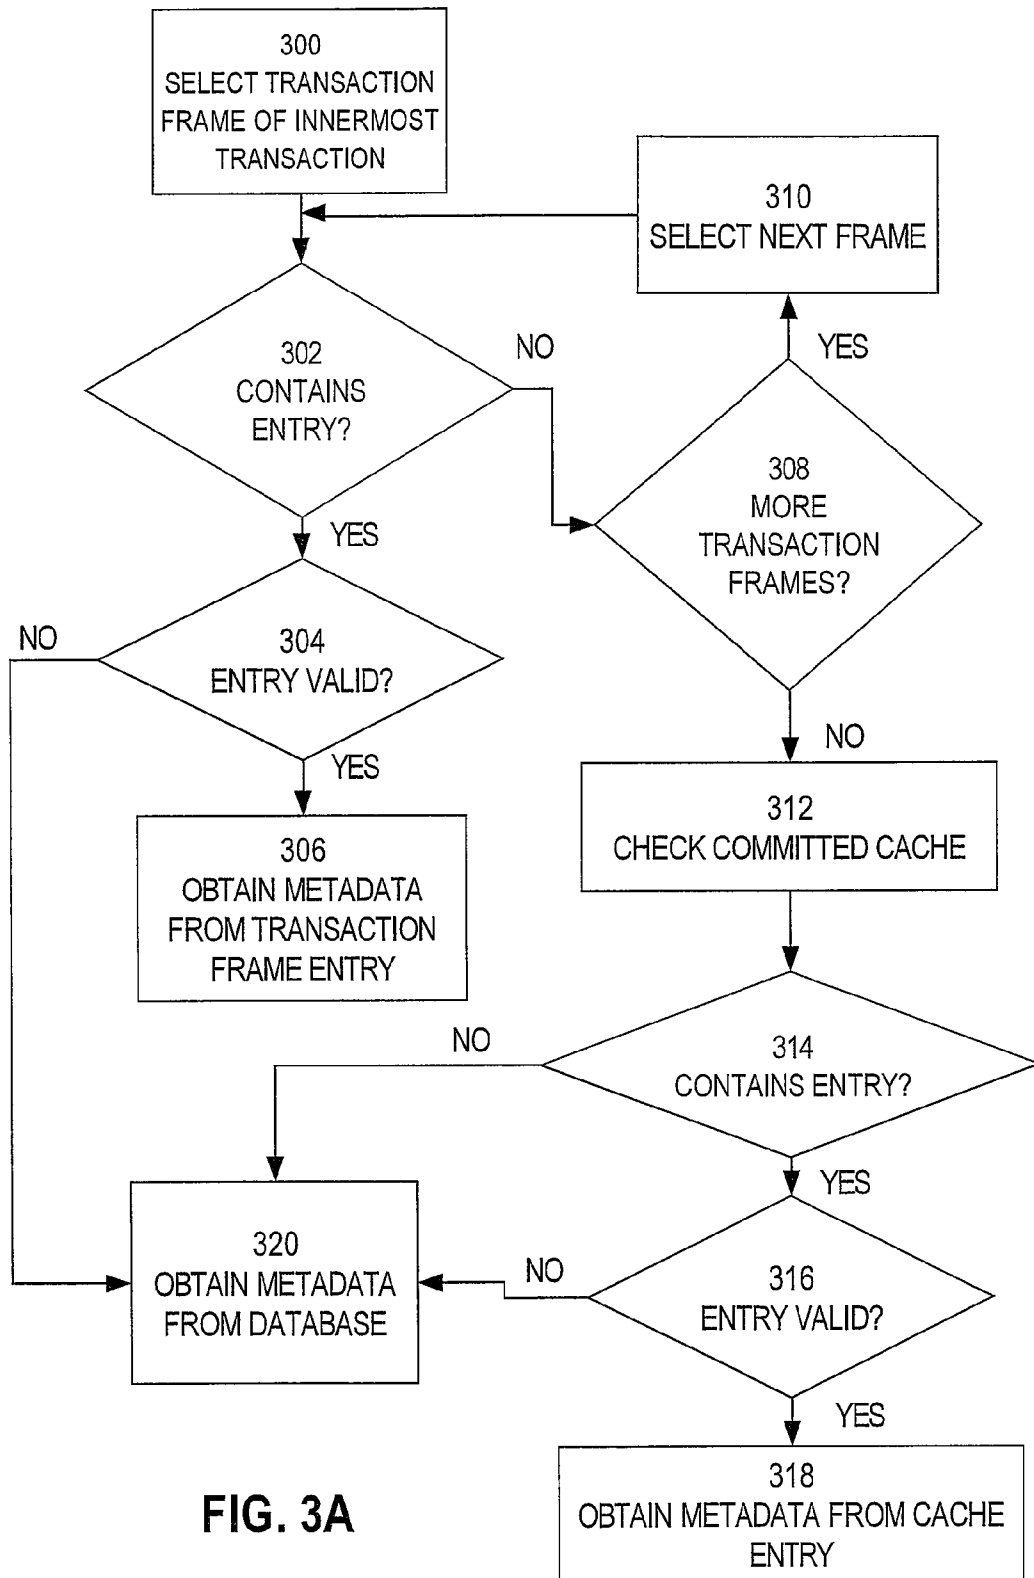 300
SELECT TRANSACTION
FRAME OF INNERMOST
TRANSACTION
310
SELECT NEXT FRAME
302
CONTAINS
ENTRY?
NO
YES
308
MORE
TRANSACTION
FRAMES?
YES
NO
304
ENTRY VALID?
NO
YES
306
OBTAIN METADATA
FROM TRANSACTION
FRAME ENTRY
312
CHECK COMMITTED CACHE
314
CONTAINS ENTRY?
NO
YES
320
OBTAIN METADATA
FROM DATABASE
316
ENTRY VALID?
NO
YES
318
OBTAIN METADATA FROM CACHE
ENTRY
FIG. 3A